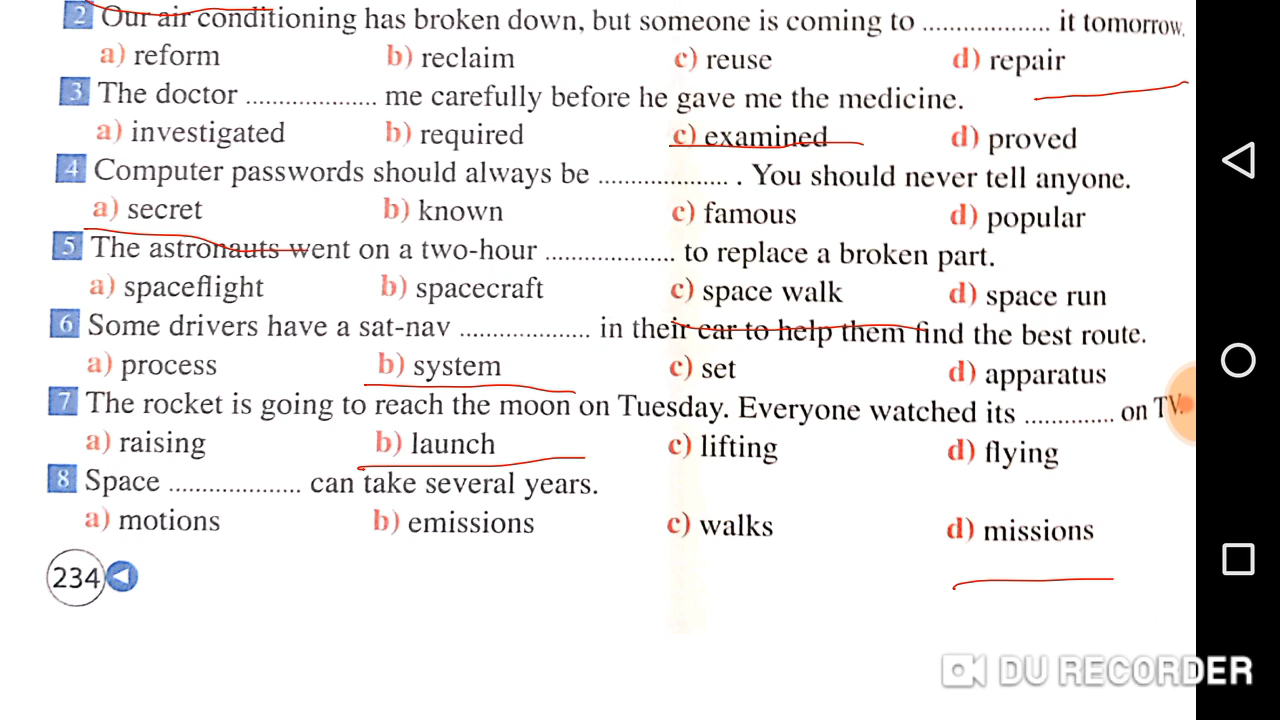 2 Our air conditioning has broken down, but someone is coming to ................... it tomorrow.
a) reform b) reclaim c) reuse d) repair
3 The doctor .................... me carefully before he gave me the medicine.
a) investigated b) required c) examined d) proved
4 Computer passwords should always be .................... . You should never tell anyone.
a) secret b) known c) famous d) popular
5 The astronauts went on a two-hour .................... to replace a broken part.
a) spaceflight b) spacecraft c) space walk d) space run
6 Some drivers have a sat-nav .................... in their car to help them find the best route.
a) process b) system c) set d) apparatus
7 The rocket is going to reach the moon on Tuesday. Everyone watched its .............. on TV.
a) raising b) launch c) lifting d) flying
8 Space .................... can take several years.
a) motions b) emissions c) walks d) missions
234
DU RECORDER